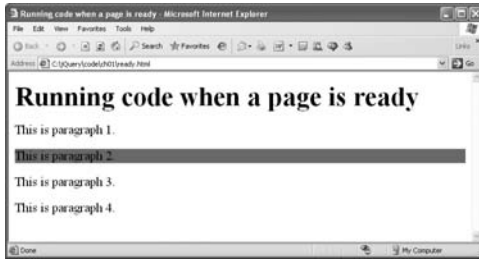 Running code when a page is ready - Microsoft Internet Explorer
File Edit View Favorites Tools Help
Back Search Favorites
Address C:\jQuery\code\ch01\ready.html Go Links
Running code when a page is ready
This is paragraph 1.
This is paragraph 2.
This is paragraph 3.
This is paragraph 4.
Done My Computer